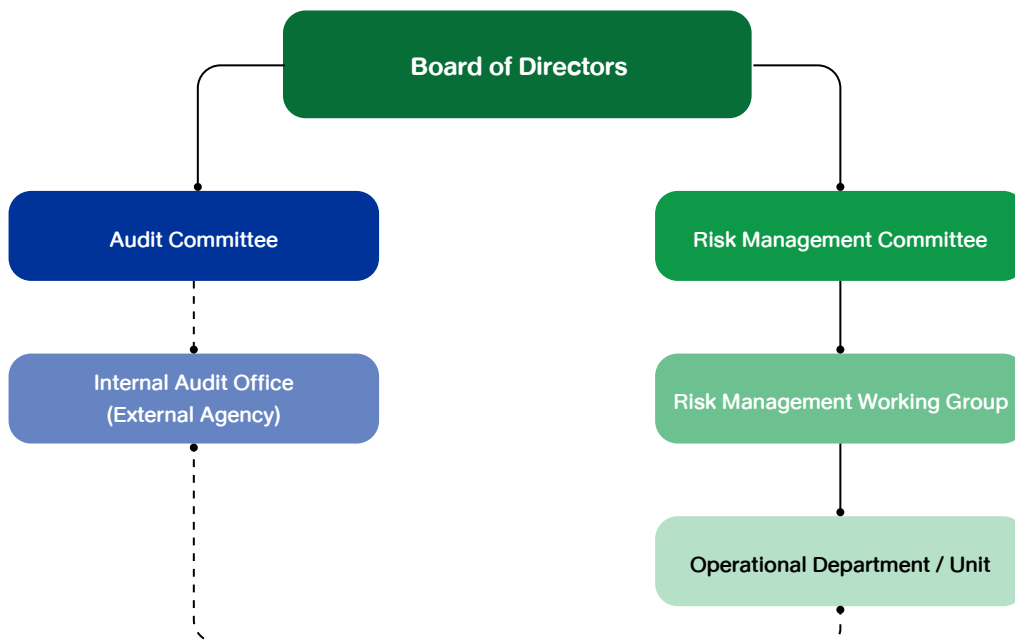 Board of Directors
Audit Committee
Risk Management Committee
Internal Audit Office
(External Agency)
Risk Management Working Group
Operational Department / Unit